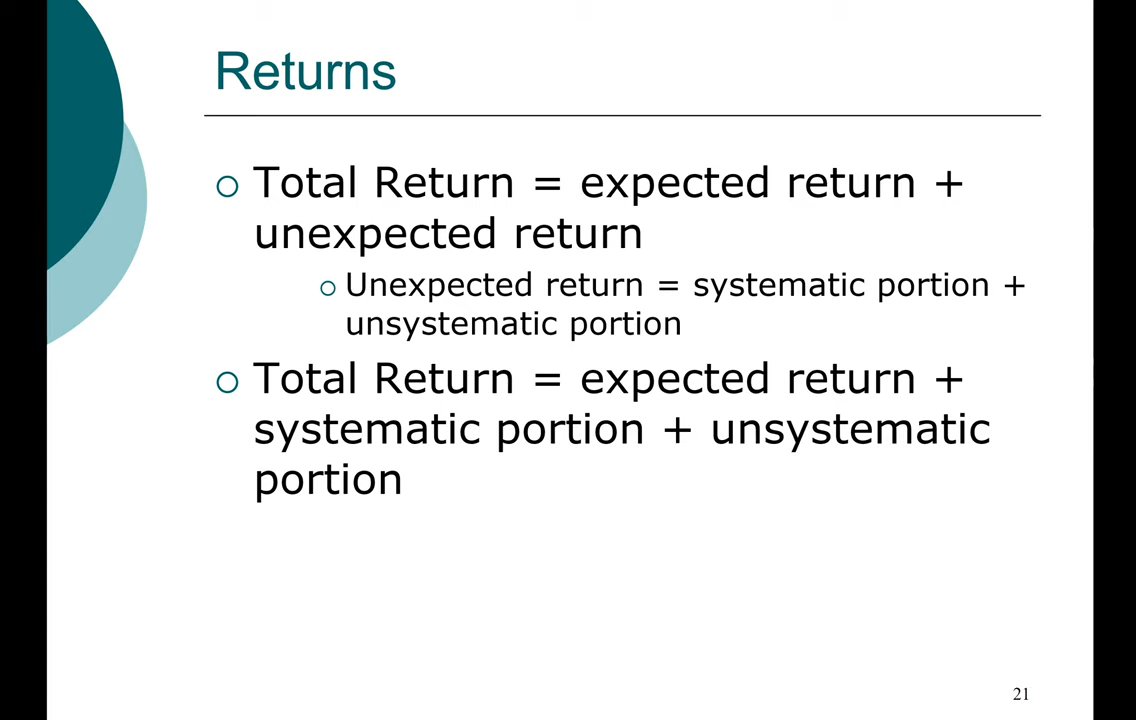 Returns
Total Return = expected return +
unexpected return
Unexpected return = systematic portion +
unsystematic portion
Total Return = expected return +
systematic portion + unsystematic
portion
21